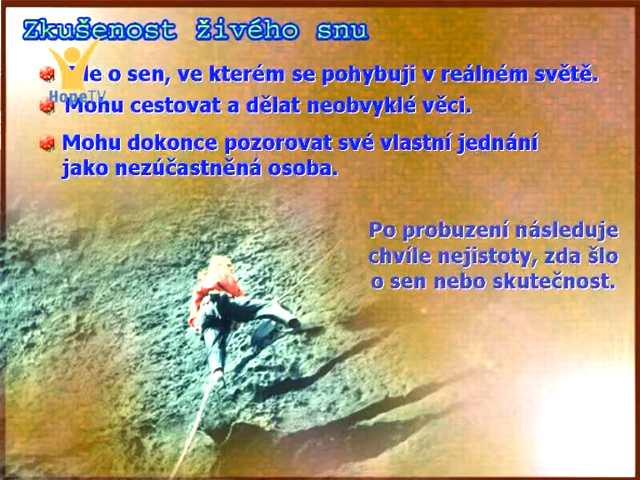 Zkušenost živého snu
o sen, ve kterém se pohybuji v reálném světě.
HopeTV
Mohu cestovat a dělat neobvyklé věci.
Mohu dokonce pozorovat své vlastní jednání
jako nezúčastněná osoba.
Po probuzení následuje
chvíle nejistoty, zda šlo
o sen nebo skutečnost.